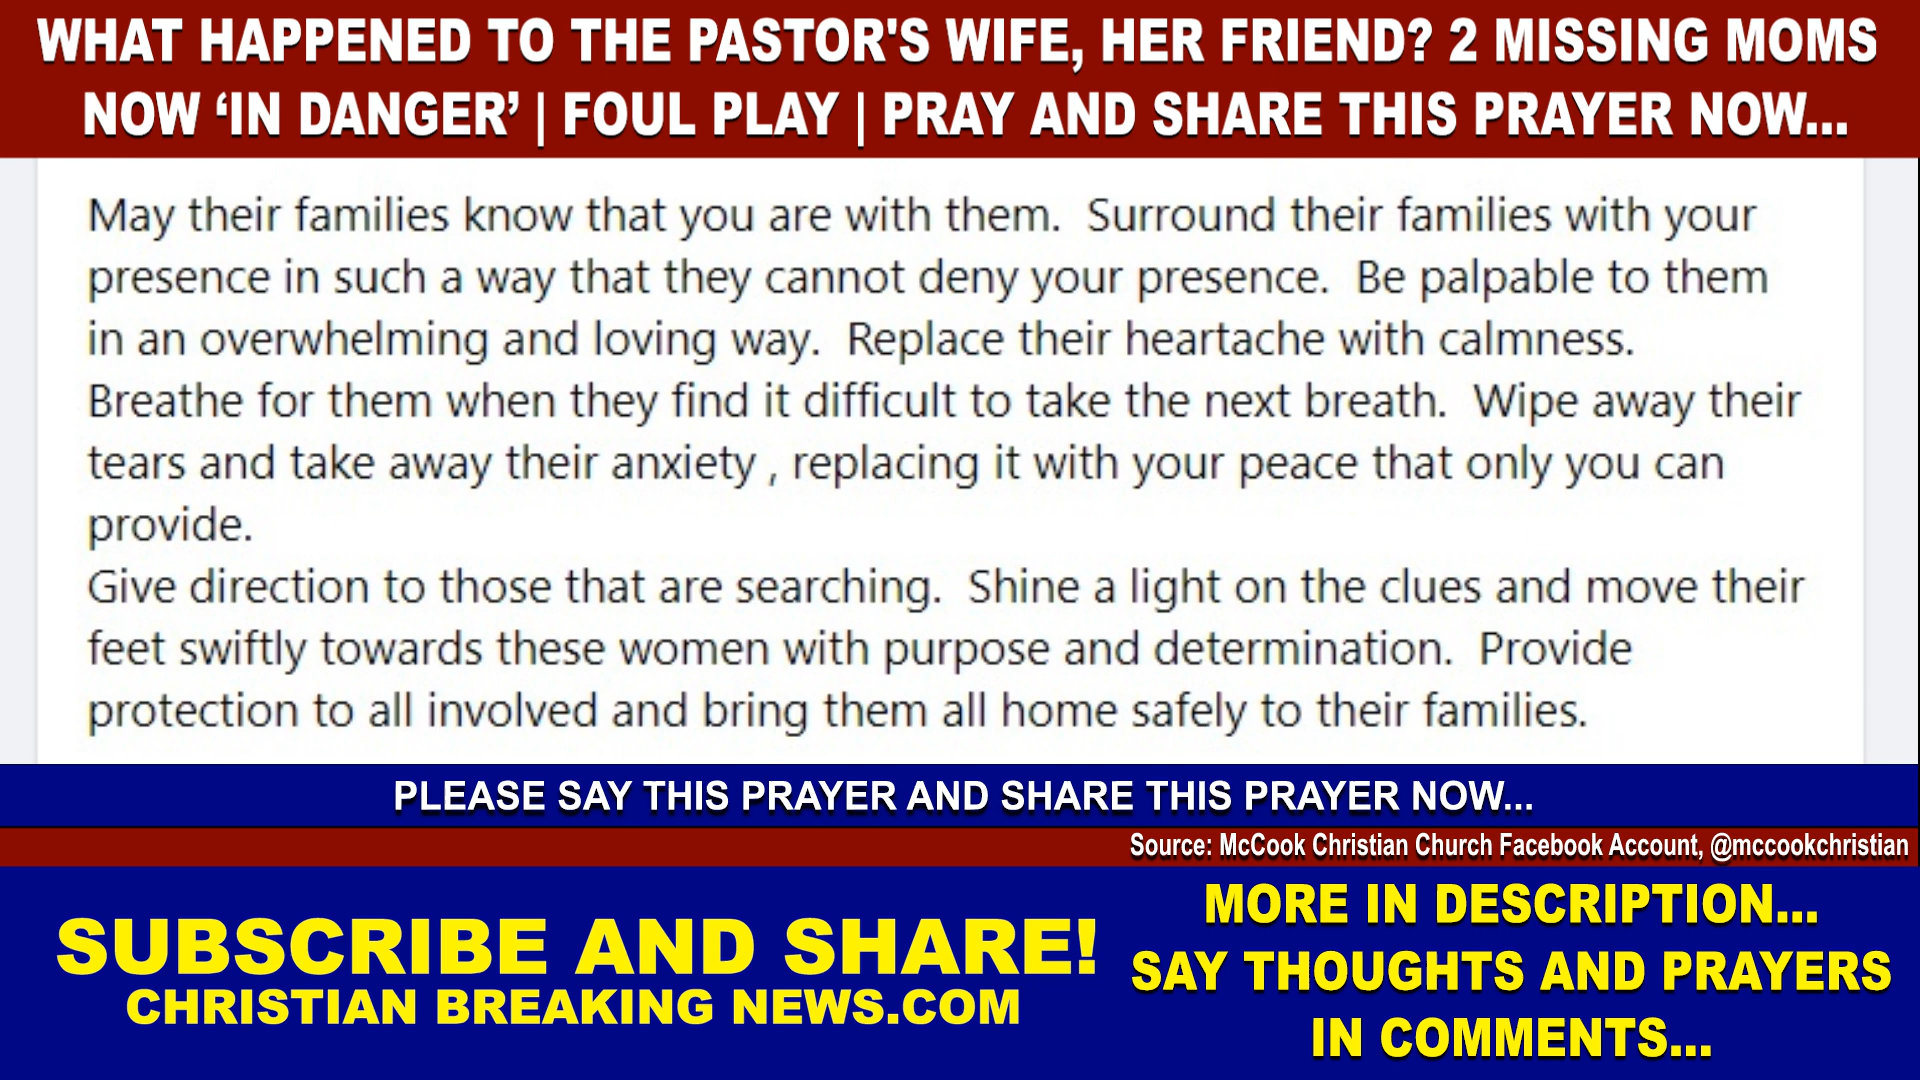 WHAT HAPPENED TO THE PASTOR'S WIFE, HER FRIEND? 2 MISSING MOMS
NOW ‘IN DANGER’ | FOUL PLAY | PRAY AND SHARE THIS PRAYER NOW...
May their families know that you are with them.  Surround their families with your
presence in such a way that they cannot deny your presence.  Be palpable to them
in an overwhelming and loving way.  Replace their heartache with calmness.
Breathe for them when they find it difficult to take the next breath.  Wipe away their
tears and take away their anxiety , replacing it with your peace that only you can
provide.
Give direction to those that are searching.  Shine a light on the clues and move their
feet swiftly towards these women with purpose and determination.  Provide
protection to all involved and bring them all home safely to their families.
PLEASE SAY THIS PRAYER AND SHARE THIS PRAYER NOW...
Source: McCook Christian Church Facebook Account, @mccookchristian
SUBSCRIBE AND SHARE!
CHRISTIAN BREAKING NEWS.COM
MORE IN DESCRIPTION...
SAY THOUGHTS AND PRAYERS
IN COMMENTS...